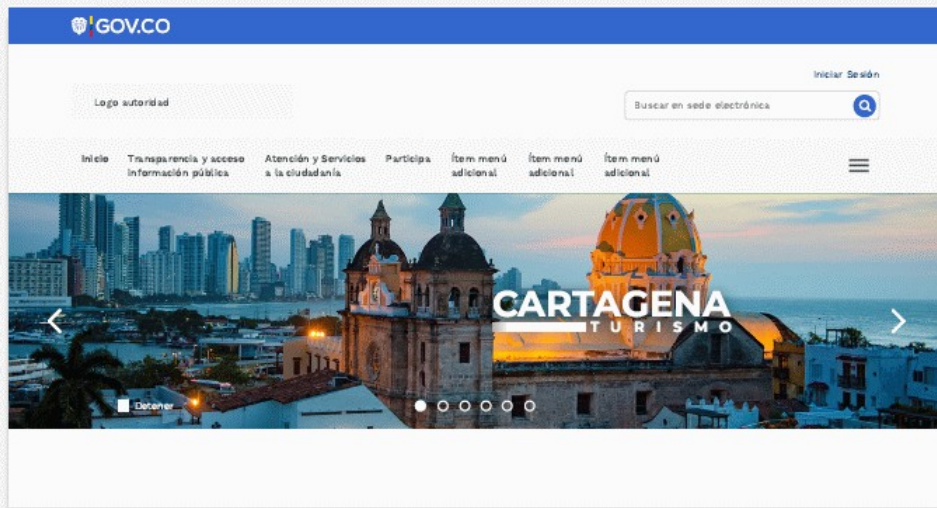 GOV.CO
Iniciar Sesión
Logo autoridad
Buscar en sede electrónica
Inicio
Transparencia y acceso
información pública
Atención y Servicios
a la ciudadanía
Participa
Ítem menú
adicional
Ítem menú
adicional
Ítem menú
adicional
CARTAGENA
TURISMO
Detener